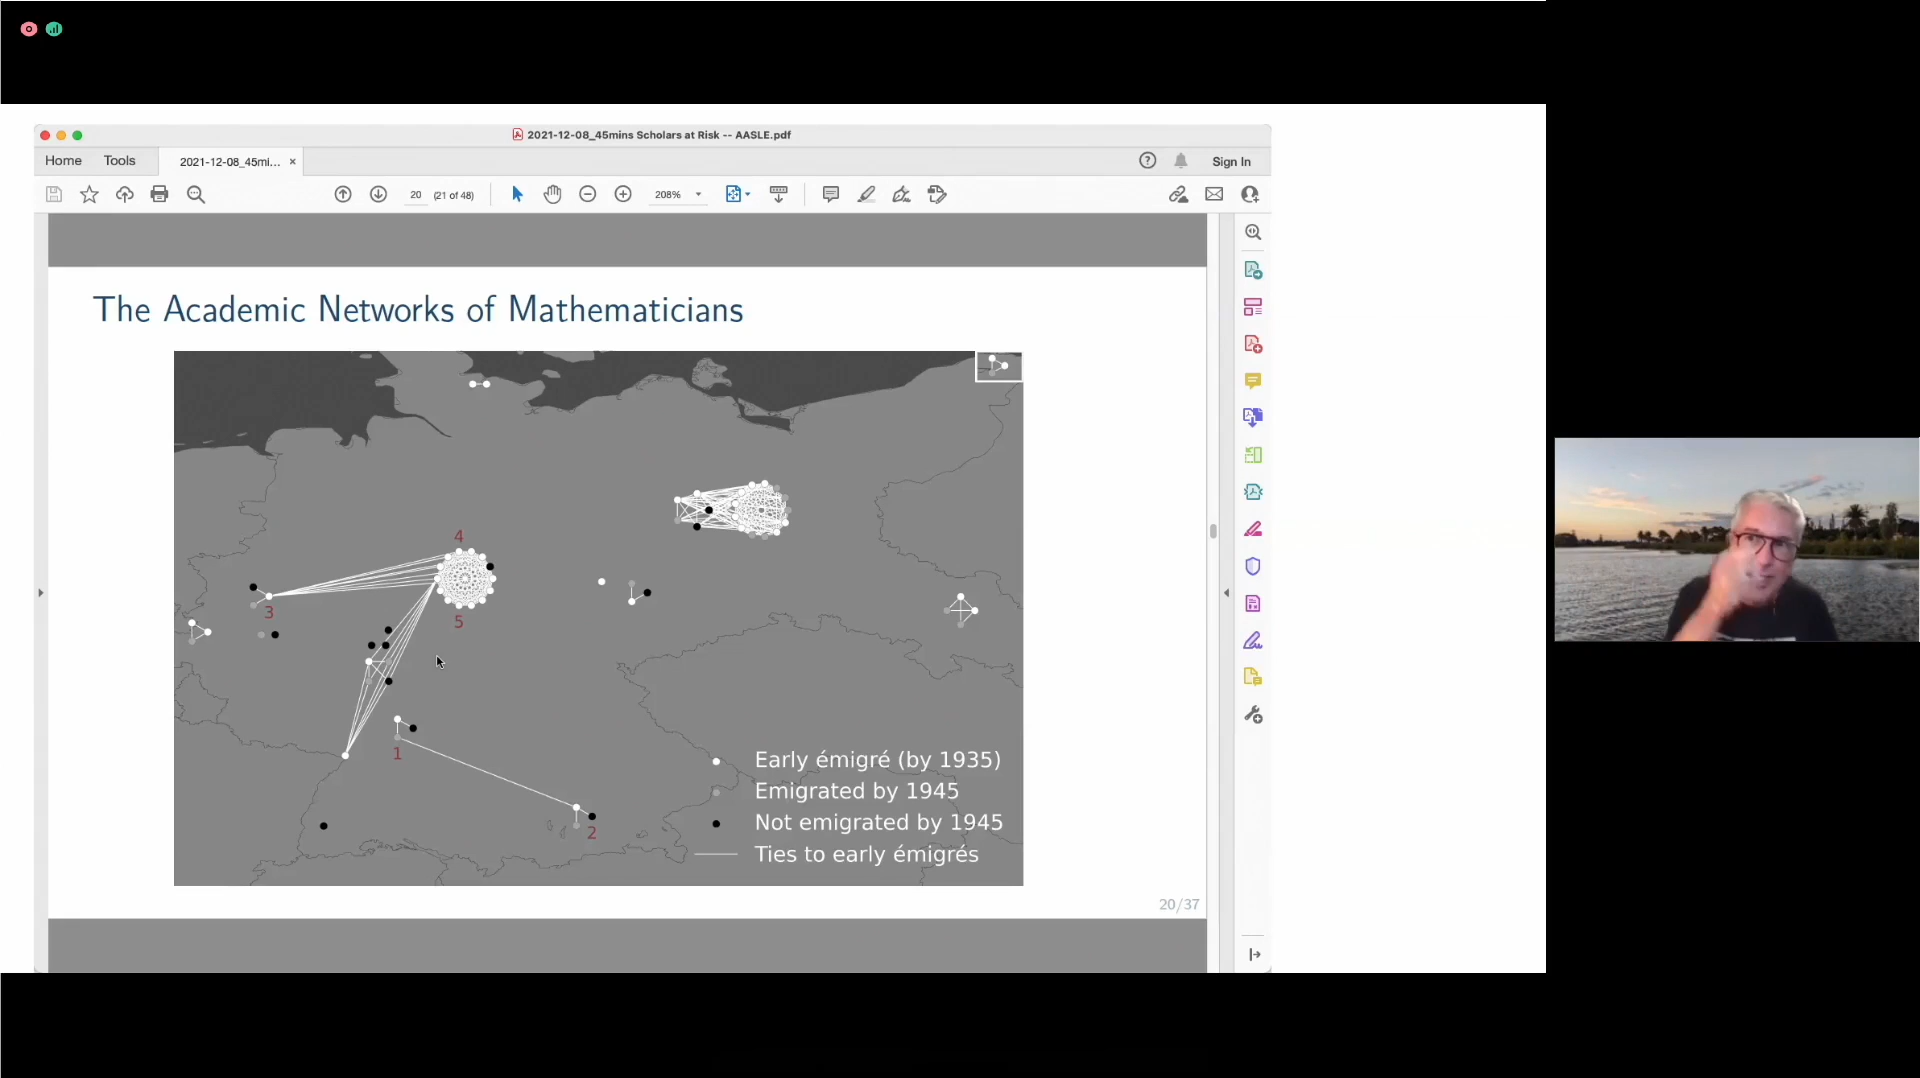 2021-12-08_45mins Scholars at Risk -- AASLE.pdf
Home Tools 2021-12-08_45mi... × Sign In
20 (21 of 48) 208%
The Academic Networks of Mathematicians
4
3
5
1
2
Early émigré (by 1935)
Emigrated by 1945
Not emigrated by 1945
Ties to early émigrés
20/37